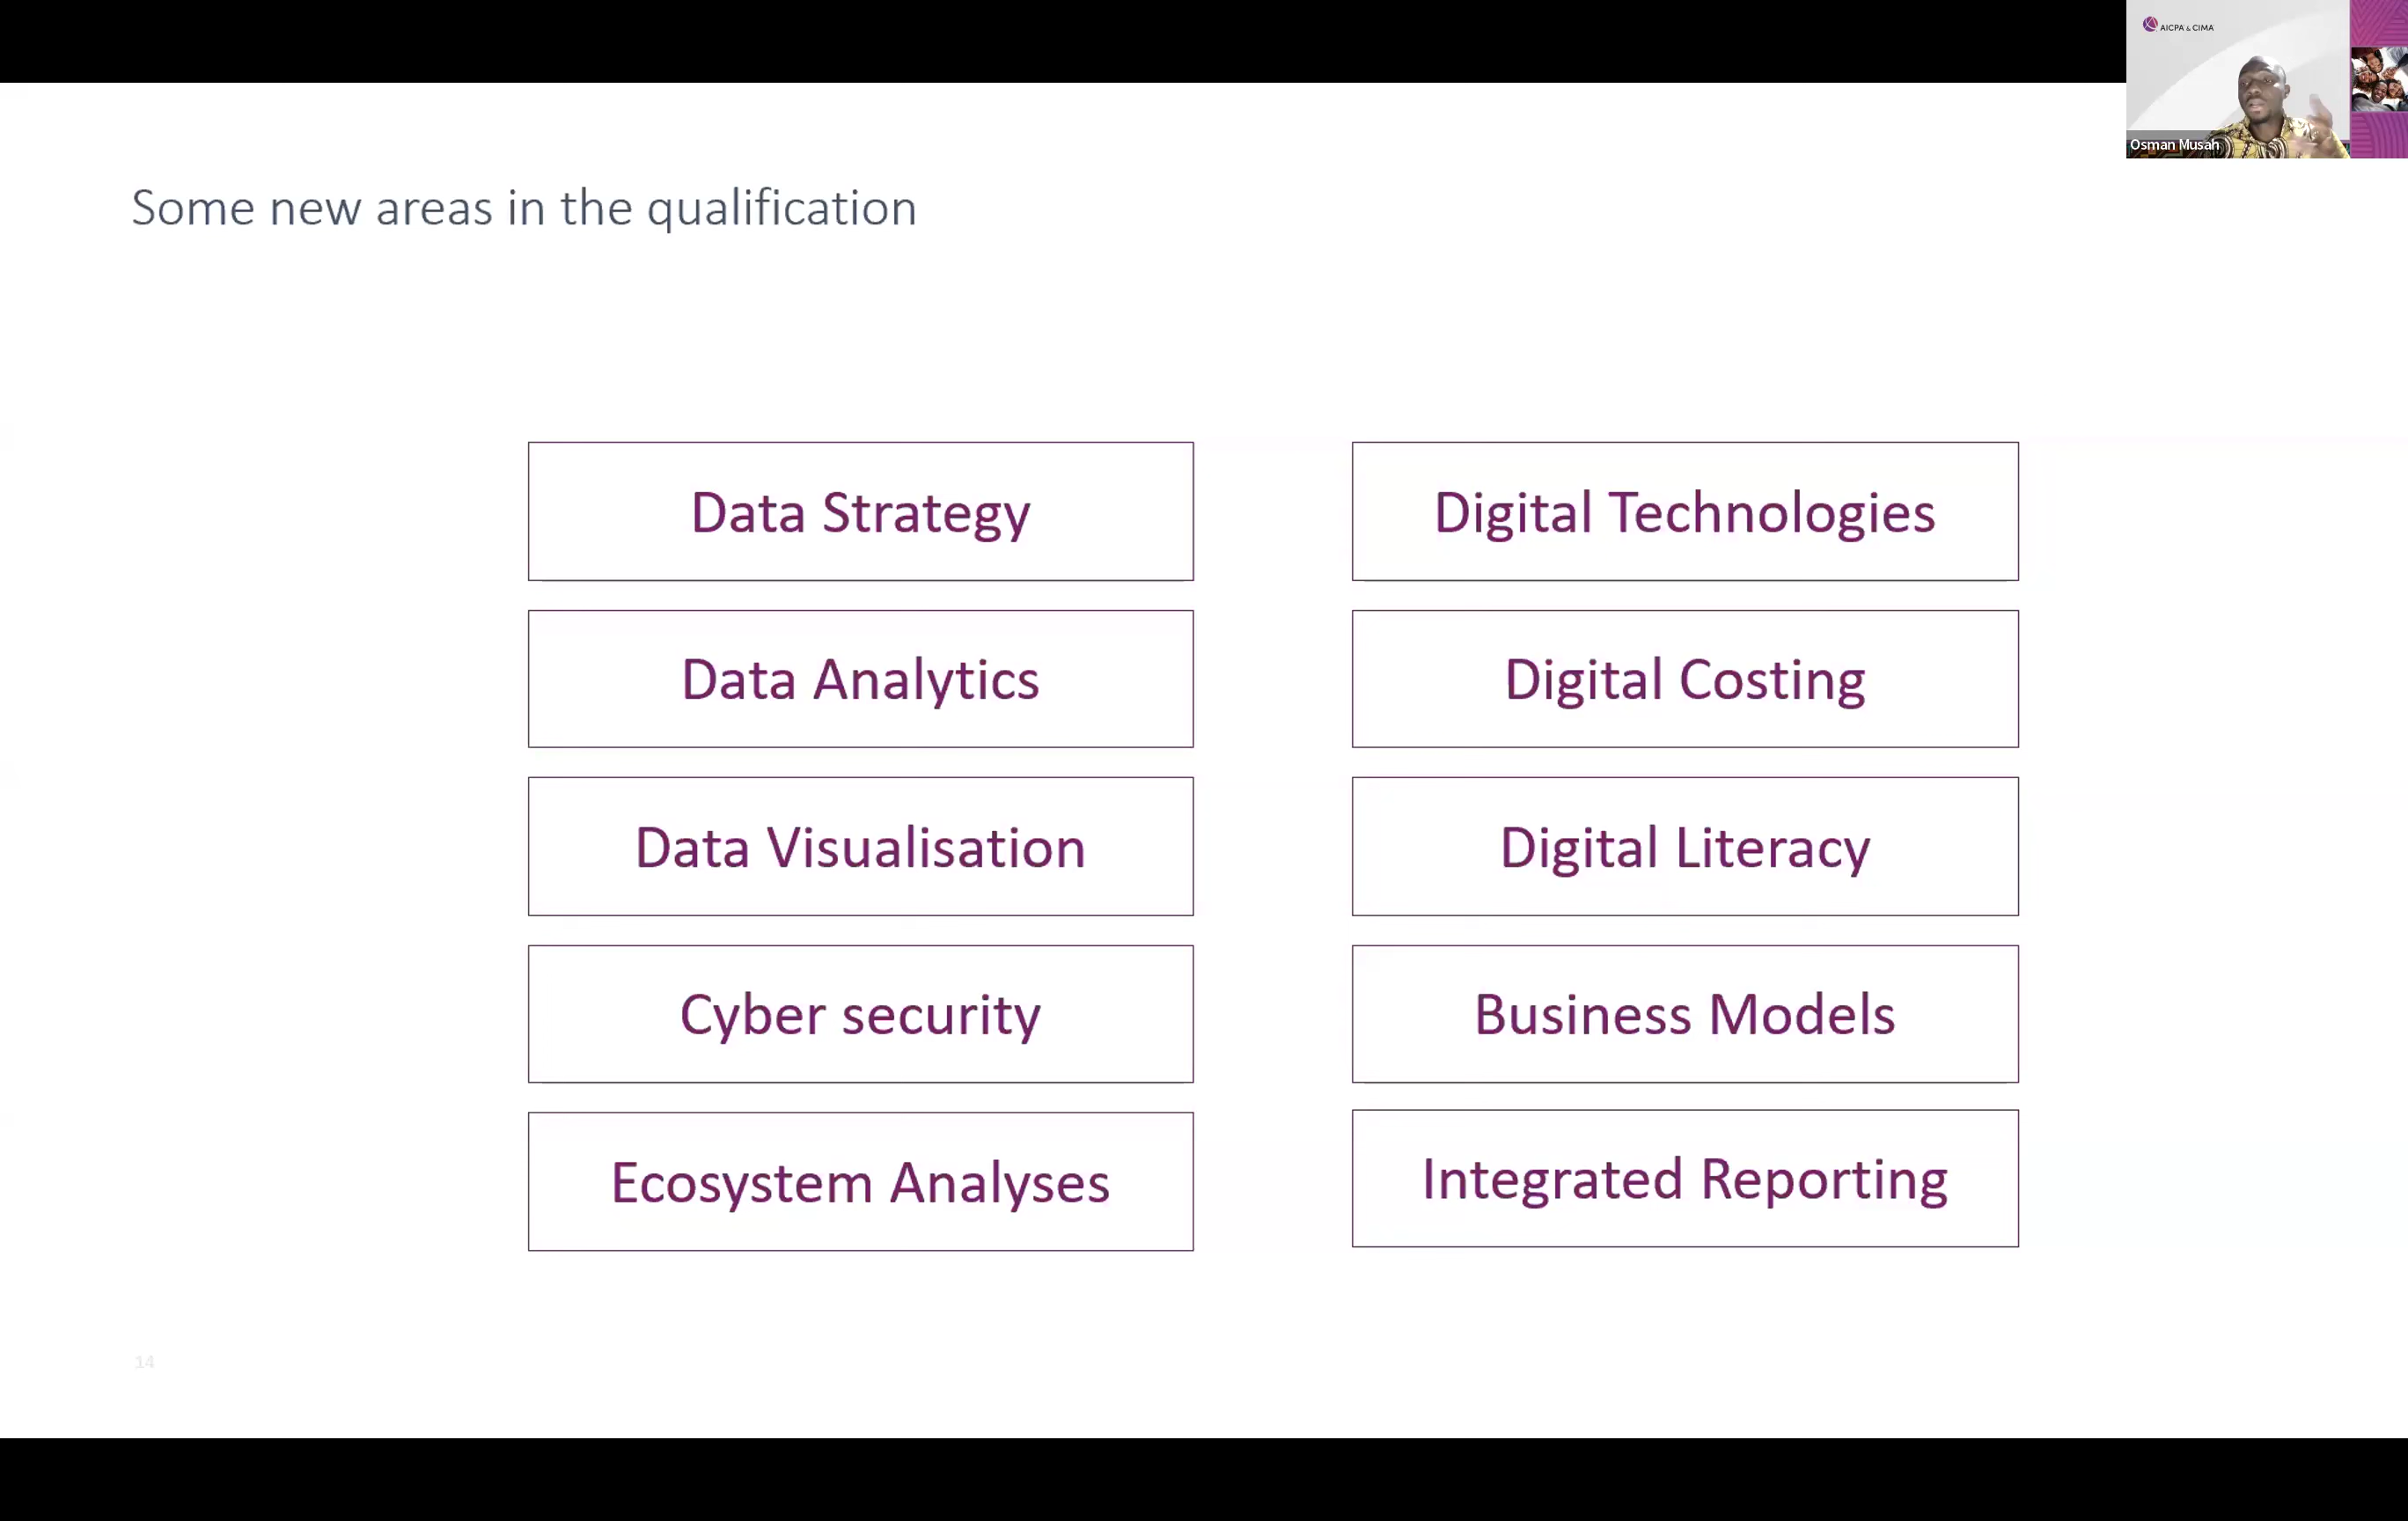 AICPA & CIMA
Osman Musah
Some new areas in the qualification
Data Strategy
Digital Technologies
Data Analytics
Digital Costing
Data Visualisation
Digital Literacy
Cyber security
Business Models
Ecosystem Analyses
Integrated Reporting
14